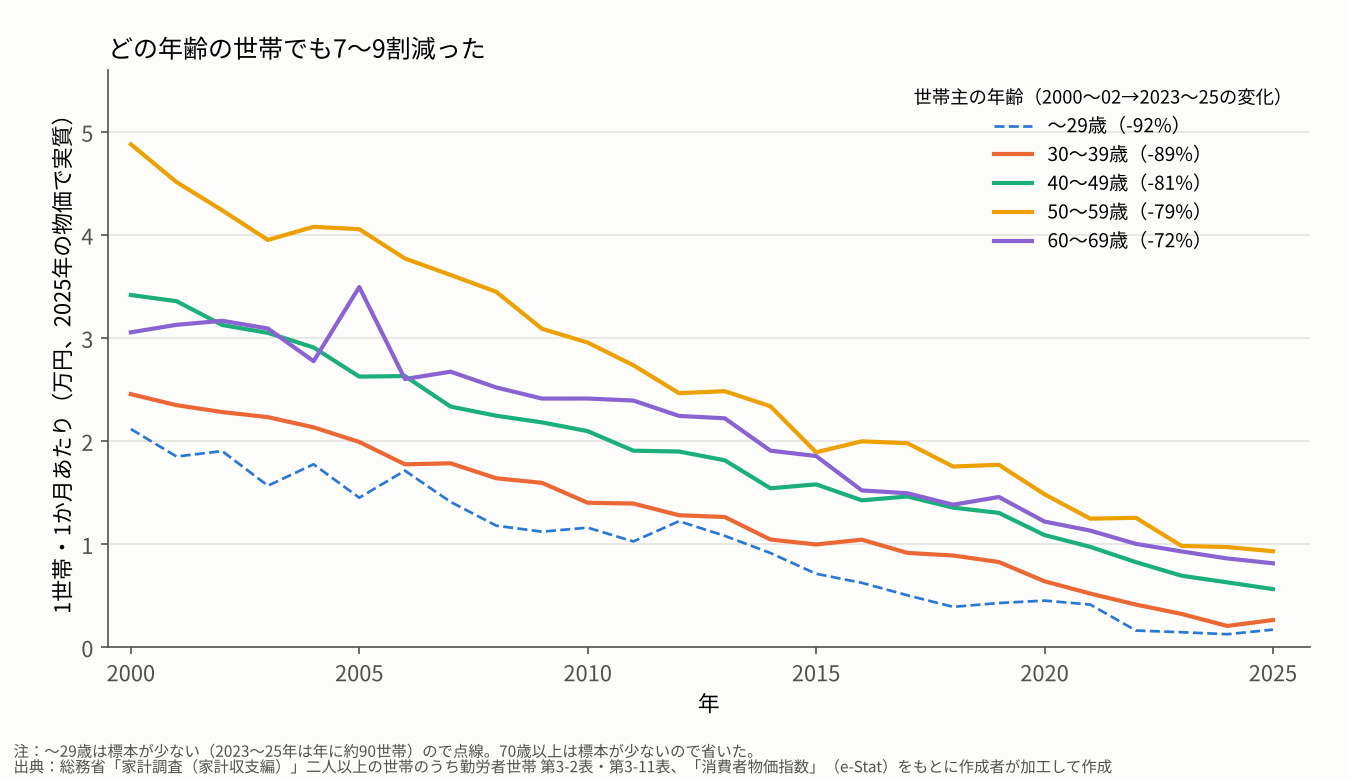 どの年齢の世帯でも7～9割減った
世帯主の年齢（2000～02→2023～25の変化）
～29歳（-92%）
30～39歳（-89%）
40～49歳（-81%）
50～59歳（-79%）
60～69歳（-72%）
1世帯・1か月あたり（万円、2025年の物価で実質）
5
4
3
2
1
0
2000 2005 2010 2015 2020 2025
年
注：～29歳は標本が少ない（2023～25年は年に約90世帯）ので点線。70歳以上は標本が少ないので省いた。
出典：総務省「家計調査（家計収支編）」二人以上の世帯のうち勤労者世帯 第3-2表・第3-11表、「消費者物価指数」（e-Stat）をもとに作成者が加工して作成